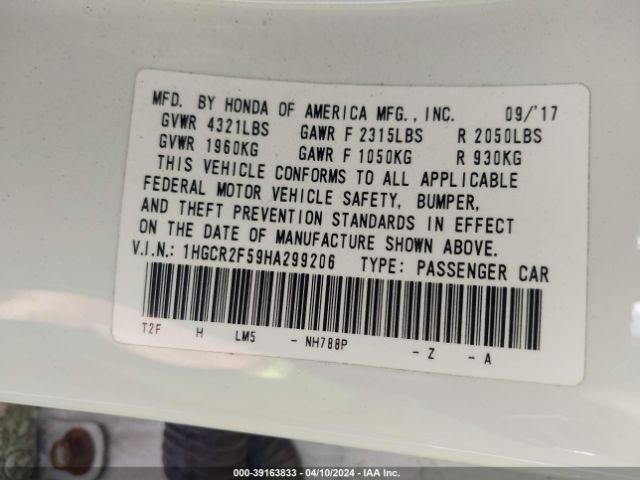 MFD. BY HONDA OF AMERICA MFG., INC. 09/'17
GVWR 4321LBS GAWR F 2315LBS R 2050LBS
GVWR 1960KG GAWR F 1050KG R 930KG
THIS VEHICLE CONFORMS TO ALL APPLICABLE
FEDERAL MOTOR VEHICLE SAFETY, BUMPER,
AND THEFT PREVENTION STANDARDS IN EFFECT
ON THE DATE OF MANUFACTURE SHOWN ABOVE.
V.I.N.: 1HGCR2F59HA299206 TYPE: PASSENGER CAR
T2F H LM5 - NH788P - Z - A
000-39163833 - 04/10/2024 - IAA Inc.